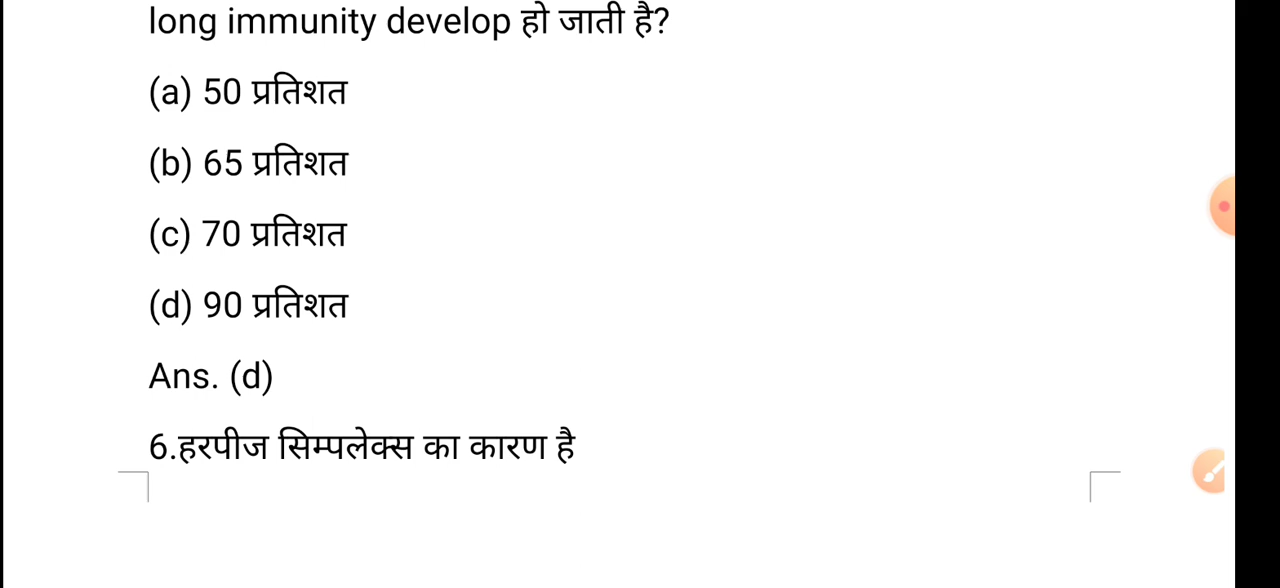 long immunity develop हो जाती है?
(a) 50 प्रतिशत
(b) 65 प्रतिशत
(c) 70 प्रतिशत
(d) 90 प्रतिशत
Ans. (d)
6.हरपीज सिम्पलेक्स का कारण है